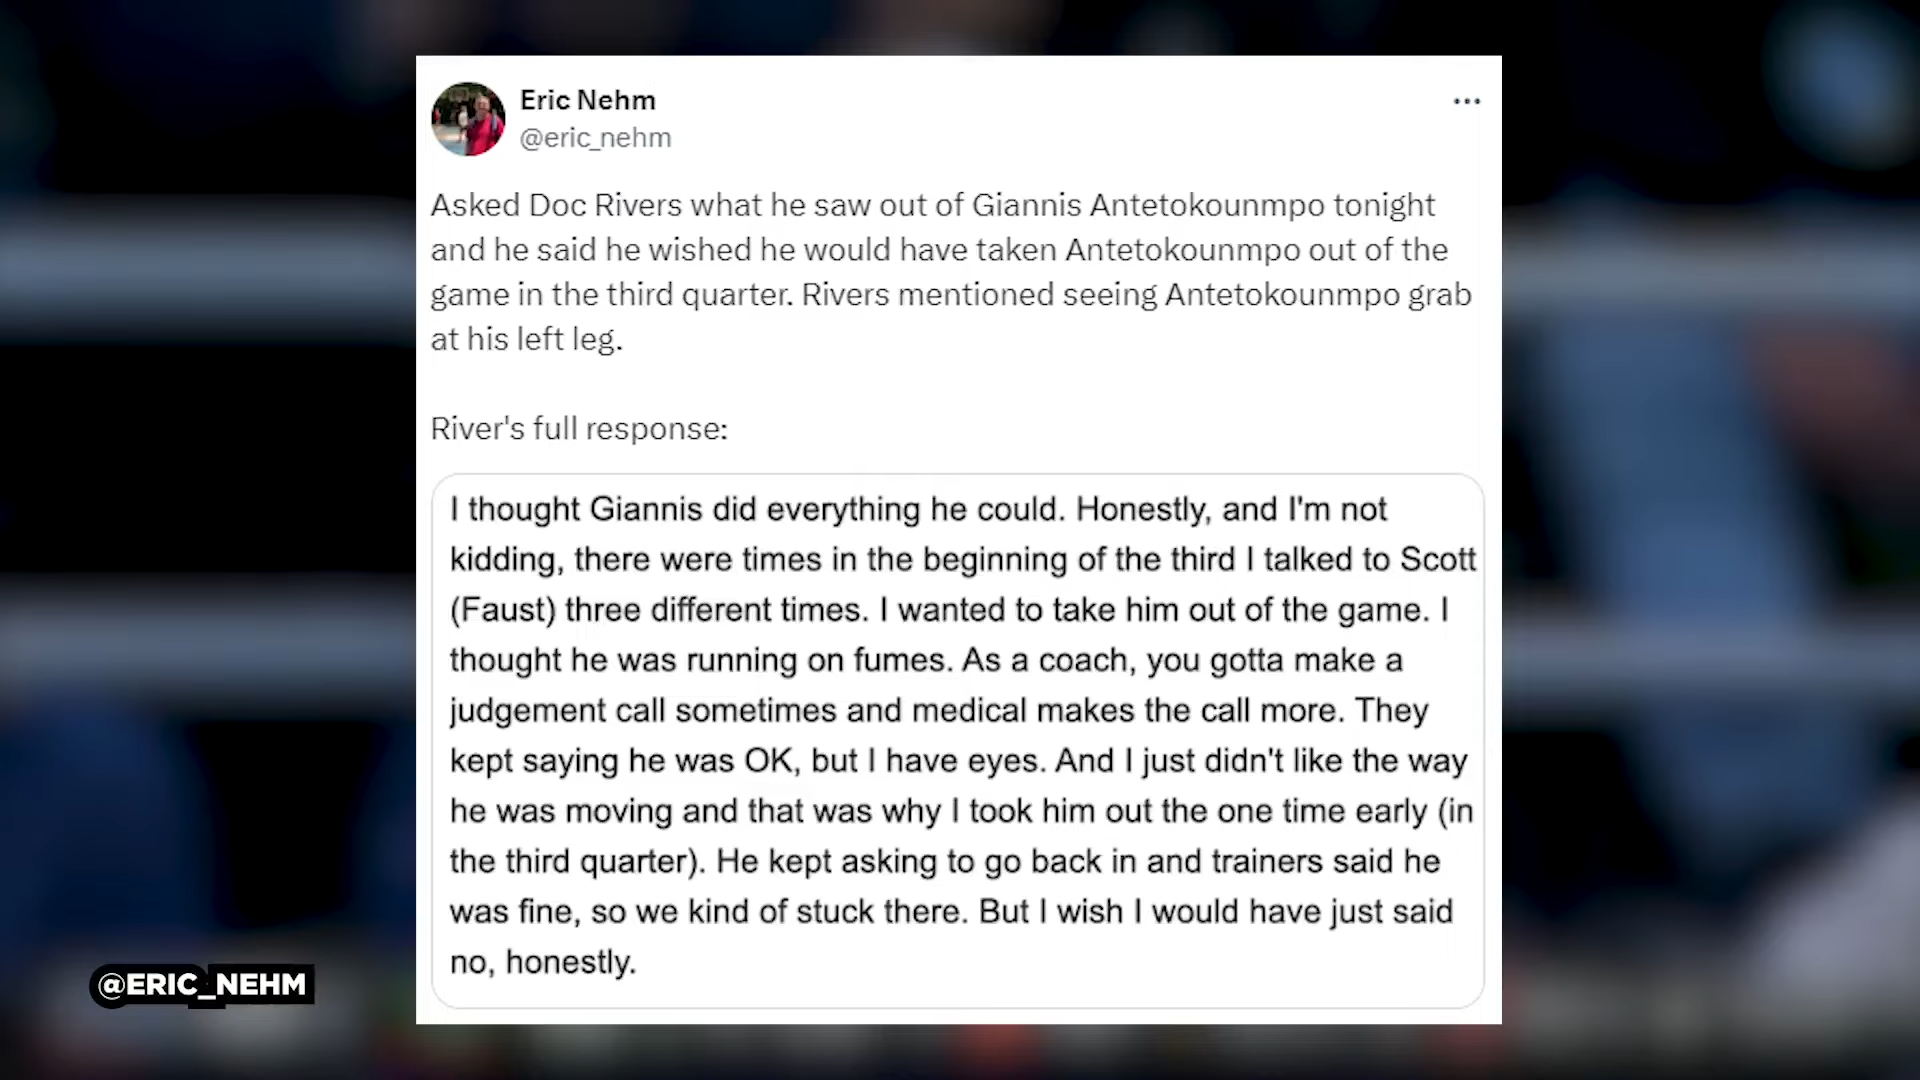 Eric Nehm
@eric_nehm
Asked Doc Rivers what he saw out of Giannis Antetokounmpo tonight
and he said he wished he would have taken Antetokounmpo out of the
game in the third quarter. Rivers mentioned seeing Antetokounmpo grab
at his left leg.
River's full response:
I thought Giannis did everything he could. Honestly, and I'm not
kidding, there were times in the beginning of the third I talked to Scott
(Faust) three different times. I wanted to take him out of the game. I
thought he was running on fumes. As a coach, you gotta make a
judgement call sometimes and medical makes the call more. They
kept saying he was OK, but I have eyes. And I just didn't like the way
he was moving and that was why I took him out the one time early (in
the third quarter). He kept asking to go back in and trainers said he
was fine, so we kind of stuck there. But I wish I would have just said
no, honestly.
@ERIC_NEHM